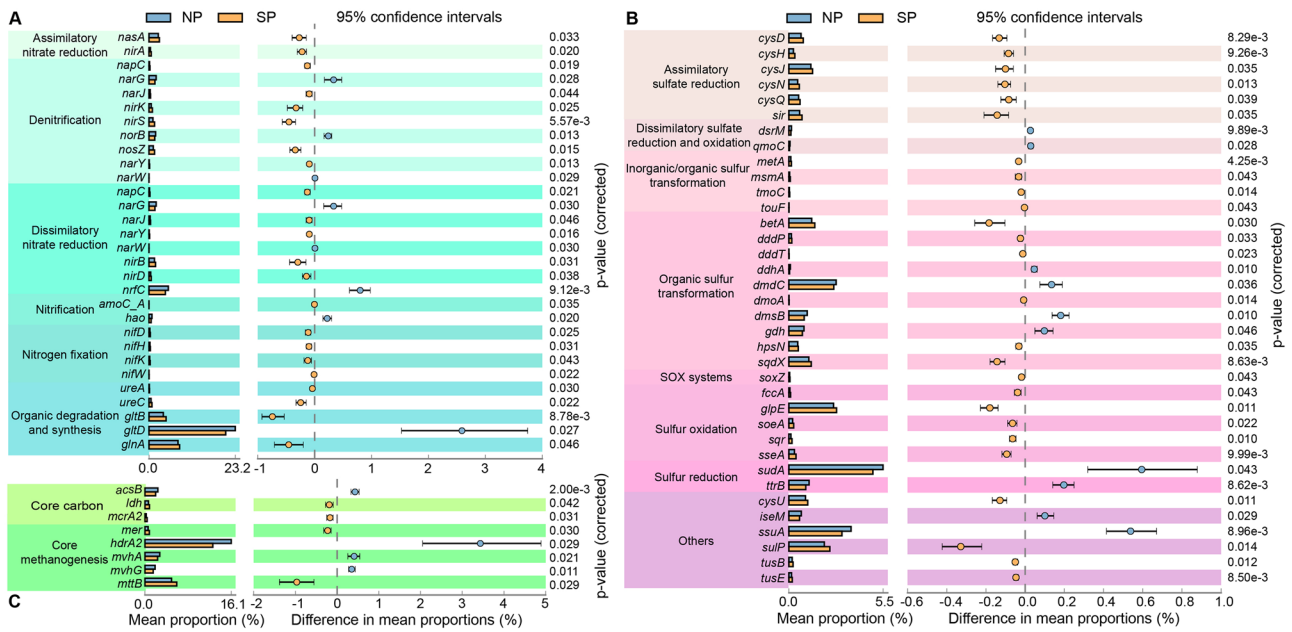 A NP SP 95% confidence intervals
Assimilatory
nitrate reduction
nasA 0.033
nirA 0.020
Denitrification
napC 0.019
narG 0.028
narJ 0.044
nirK 0.025
nirS 5.57e-3
norB 0.013
nosZ 0.015
narY 0.013
narW 0.029
Dissimilatory
nitrate reduction
napC 0.021
narG 0.030
narJ 0.046
narY 0.016
narW 0.030
nirB 0.031
nirD 0.038
nrfC 9.12e-3
Nitrification
amoC_A 0.035
hao 0.020
Nitrogen fixation
nifD 0.025
nifH 0.031
nifK 0.043
nifW 0.022
Organic degradation
and synthesis
ureA 0.030
ureC 0.022
gltB 8.78e-3
gltD 0.027
glnA 0.046
0.0 23.2 -1 0 1 2 3 4
p-value (corrected)
Core carbon
acsB 2.00e-3
ldh 0.042
mcrA2 0.031
Core
methanogenesis
mer 0.030
hdrA2 0.029
mvhA 0.021
mvhG 0.011
mttB 0.029
0.0 16.1 -2 -1 0 1 2 3 4 5
C Mean proportion (%) Difference in mean proportions (%)
p-value (corrected)
B NP SP 95% confidence intervals
Assimilatory
sulfate reduction
cysD 8.29e-3
cysH 9.26e-3
cysJ 0.035
cysN 0.013
cysQ 0.039
sir 0.035
Dissimilatory sulfate
reduction and oxidation
dsrM 9.89e-3
qmoC 0.028
Inorganic/organic sulfur
transformation
metA 4.25e-3
msmA 0.043
tmoC 0.014
touF 0.043
Organic sulfur
transformation
betA 0.030
dddP 0.033
dddT 0.023
ddhA 0.010
dmdC 0.036
dmoA 0.014
dmsB 0.010
gdh 0.046
hpsN 0.035
sqdX 8.63e-3
SOX systems
soxZ 0.043
Sulfur oxidation
fccA 0.043
glpE 0.011
soeA 0.022
sqr 0.010
sseA 9.99e-3
Sulfur reduction
sudA 0.043
ttrB 8.62e-3
Others
cysU 0.011
iseM 0.029
ssuA 8.96e-3
sulP 0.014
tusB 0.012
tusE 8.50e-3
0.0 5.5 -0.6 -0.4 -0.2 0.0 0.2 0.4 0.6 0.8 1.0
Mean proportion (%) Difference in mean proportions (%)
p-value (corrected)